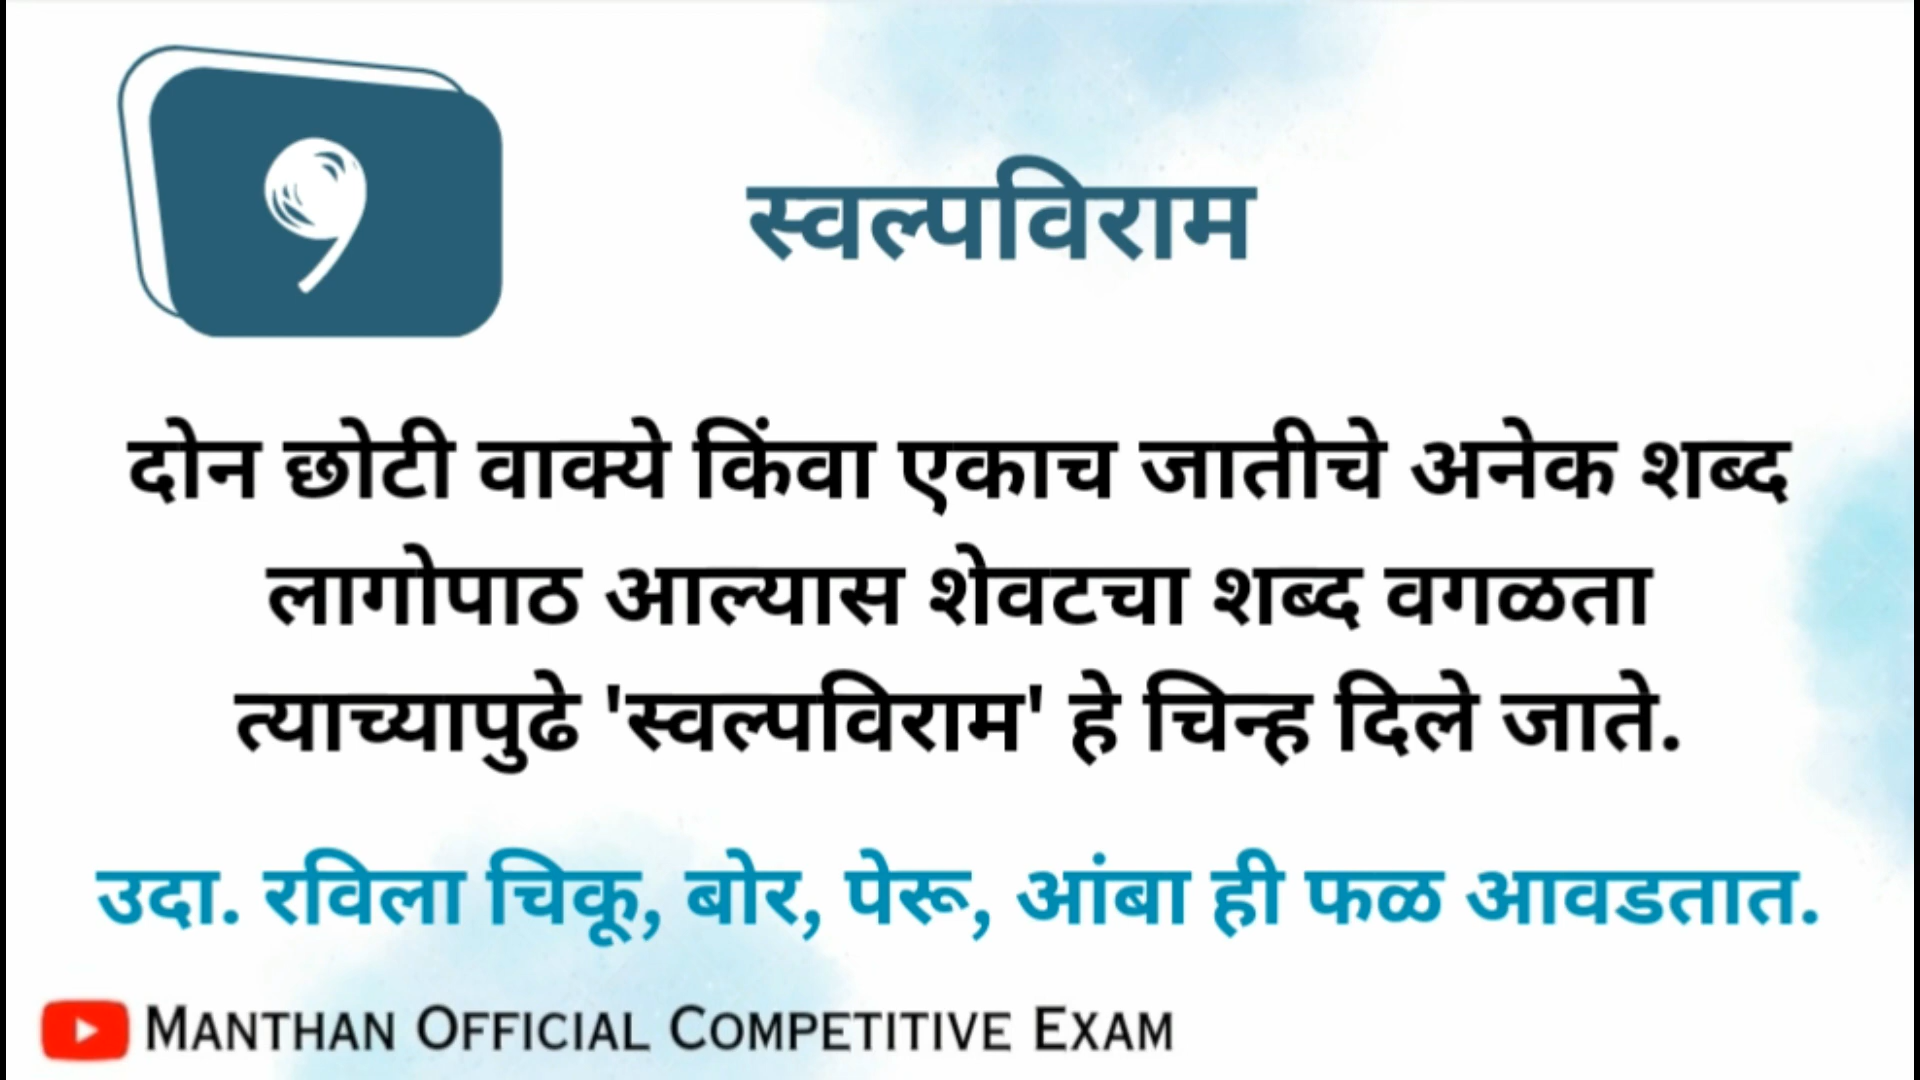 ,
स्वल्पविराम
दोन छोटी वाक्ये किंवा एकाच जातीचे अनेक शब्द
लागोपाठ आल्यास शेवटचा शब्द वगळता
त्याच्यापुढे 'स्वल्पविराम' हे चिन्ह दिले जाते.
उदा. रविला चिकू, बोर, पेरू, आंबा ही फळ आवडतात.
MANTHAN OFFICIAL COMPETITIVE EXAM